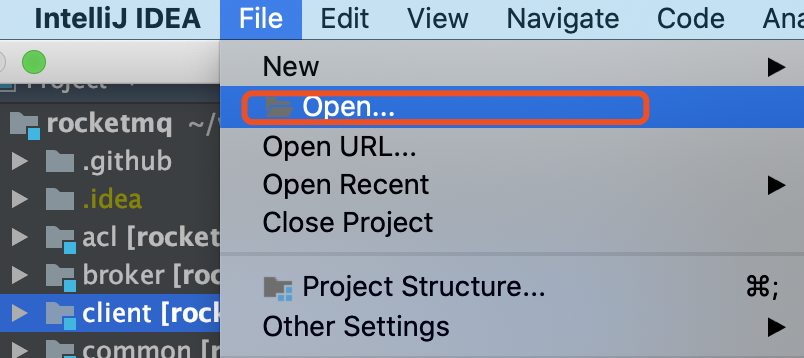 IntelliJ IDEA File Edit View Navigate Code Ana
Project
New
Open...
rocketmq ~/
Open URL...
.github
Open Recent
.idea
Close Project
acl [rocket
broker [roc
Project Structure... ⌘;
client [rock
Other Settings
common [rock